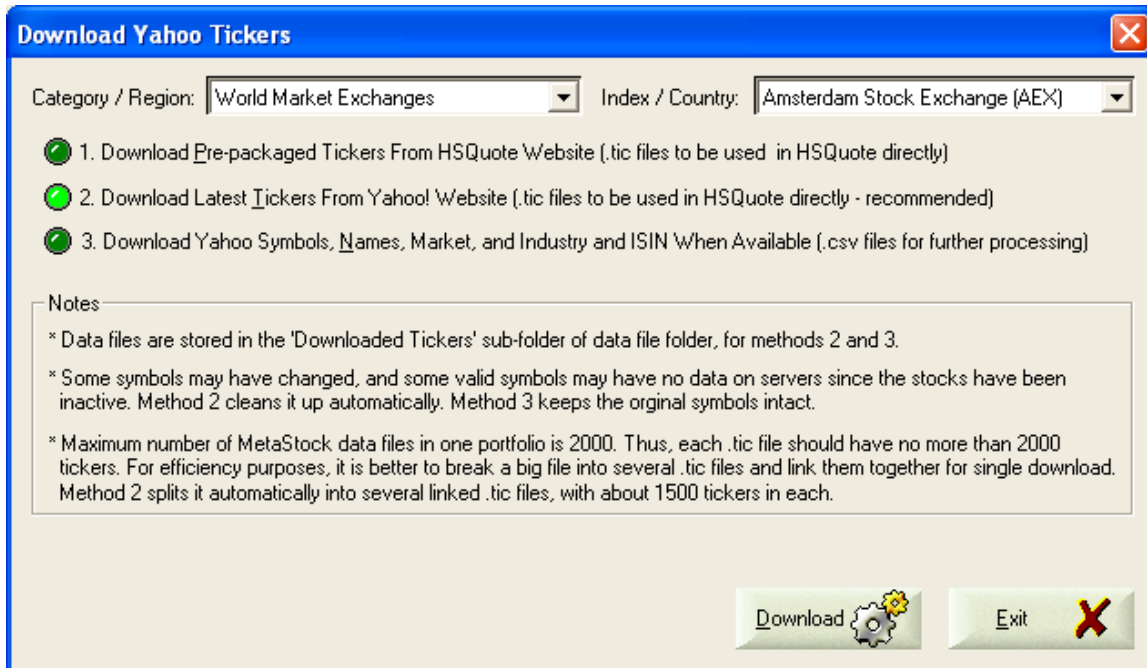 Download Yahoo Tickers
Category / Region: World Market Exchanges Index / Country: Amsterdam Stock Exchange (AEX)
1. Download Pre-packaged Tickers From HSQuote Website (.tic files to be used in HSQuote directly)
2. Download Latest Tickers From Yahoo! Website (.tic files to be used in HSQuote directly - recommended)
3. Download Yahoo Symbols, Names, Market, and Industry and ISIN When Available (.csv files for further processing)
Notes
* Data files are stored in the 'Downloaded Tickers' sub-folder of data file folder, for methods 2 and 3.
* Some symbols may have changed, and some valid symbols may have no data on servers since the stocks have been
inactive. Method 2 cleans it up automatically. Method 3 keeps the orginal symbols intact.
* Maximum number of MetaStock data files in one portfolio is 2000. Thus, each .tic file should have no more than 2000
tickers. For efficiency purposes, it is better to break a big file into several .tic files and link them together for single download.
Method 2 splits it automatically into several linked .tic files, with about 1500 tickers in each.
Download Exit